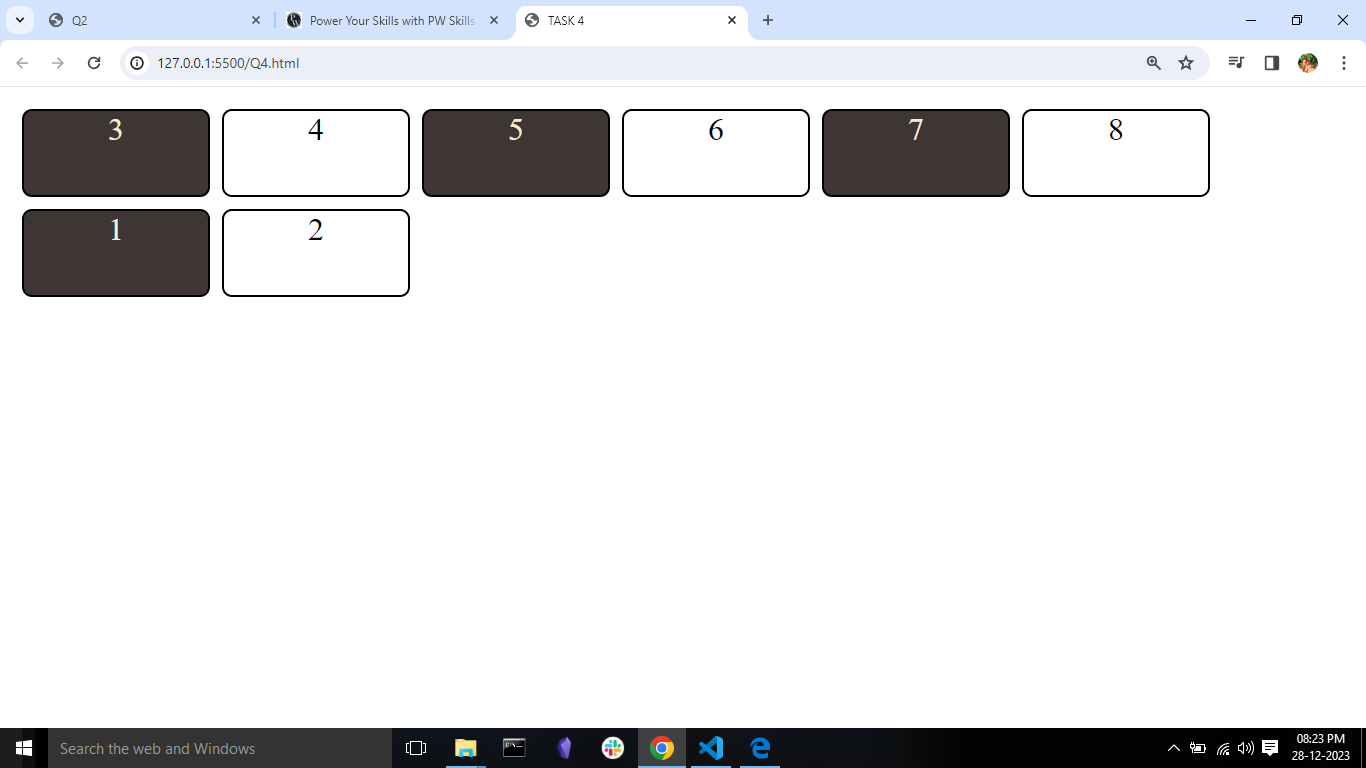 Q2
Power Your Skills with PW Skills
TASK 4
127.0.0.1:5500/Q4.html
3 4 5 6 7 8
1 2
Search the web and Windows
08:23 PM
28-12-2023